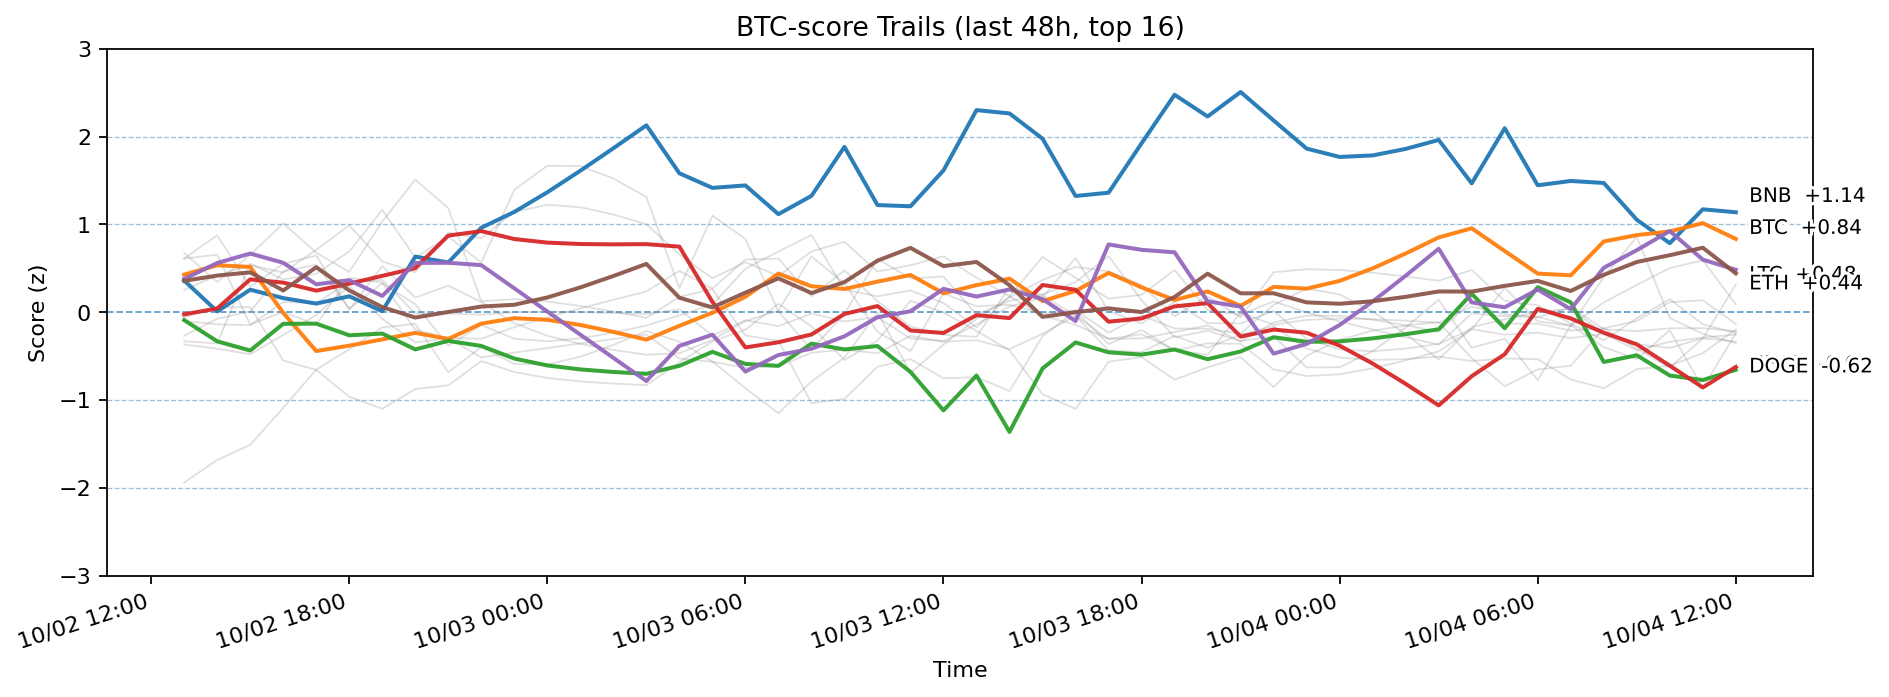 BTC-score Trails (last 48h, top 16)
Score (z)
3
2
1
0
−1
−2
−3
BNB +1.14
BTC +0.84
ETH +0.44
DOGE -0.62
10/02 12:00
10/02 18:00
10/03 00:00
10/03 06:00
10/03 12:00
10/03 18:00
10/04 00:00
10/04 06:00
10/04 12:00
Time